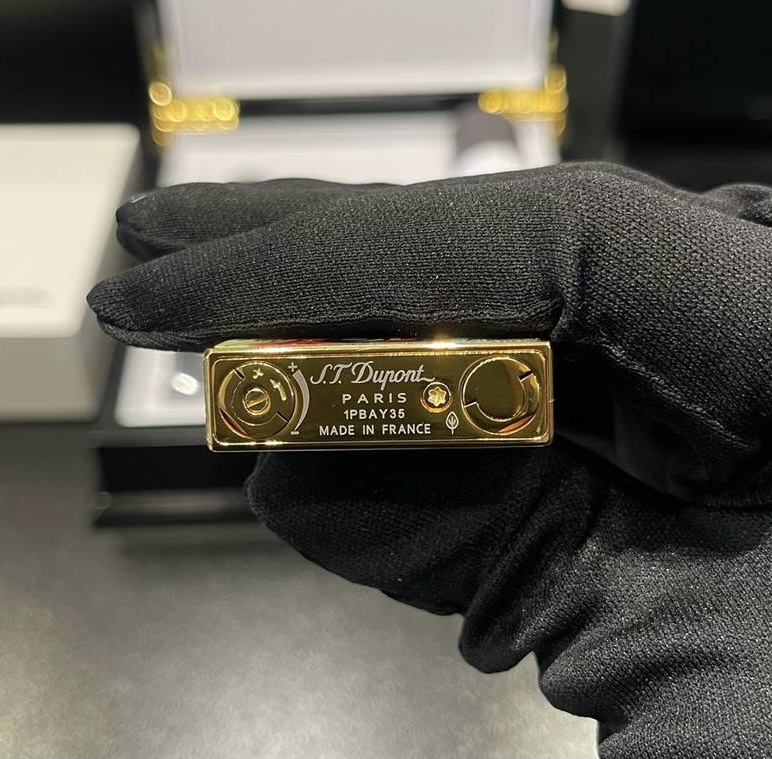 S.T. Dupont
PARIS
1PBAY35
MADE IN FRANCE
+
-